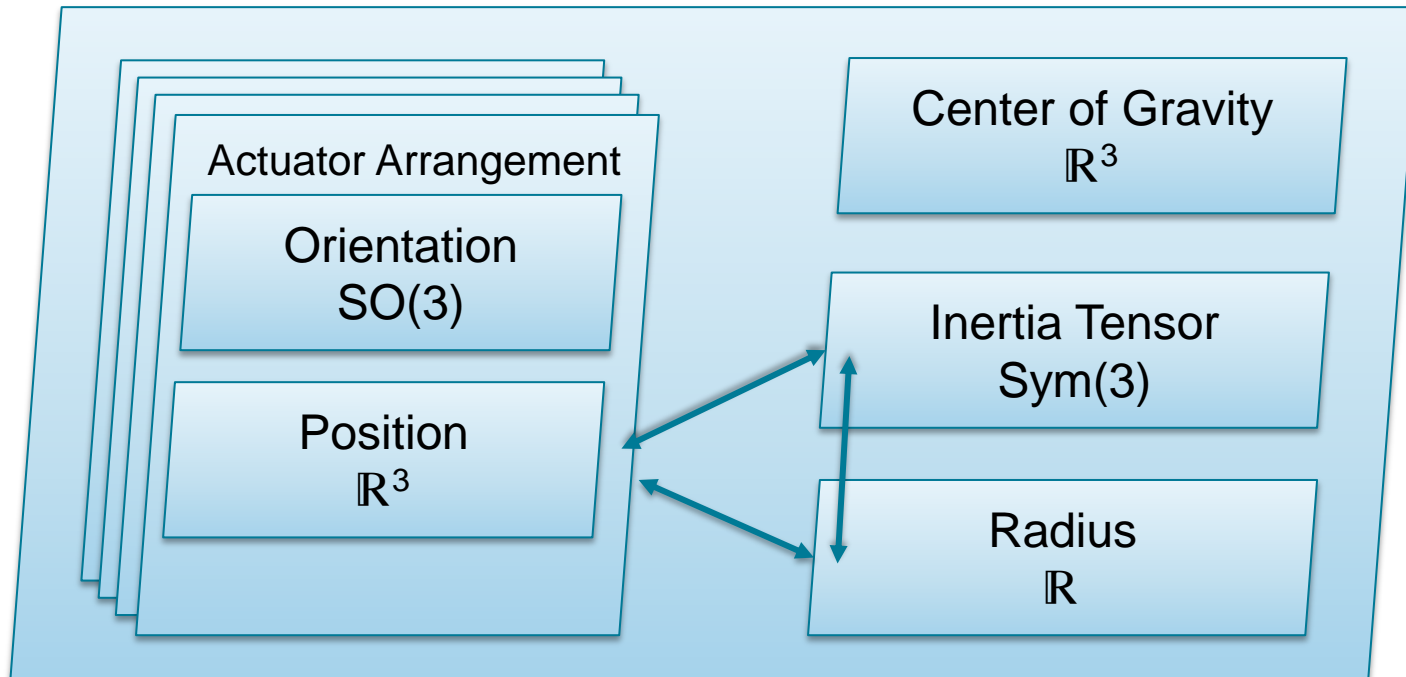 Actuator Arrangement
Orientation
SO(3)
Position
ℝ³
Center of Gravity
ℝ³
Inertia Tensor
Sym(3)
Radius
ℝ